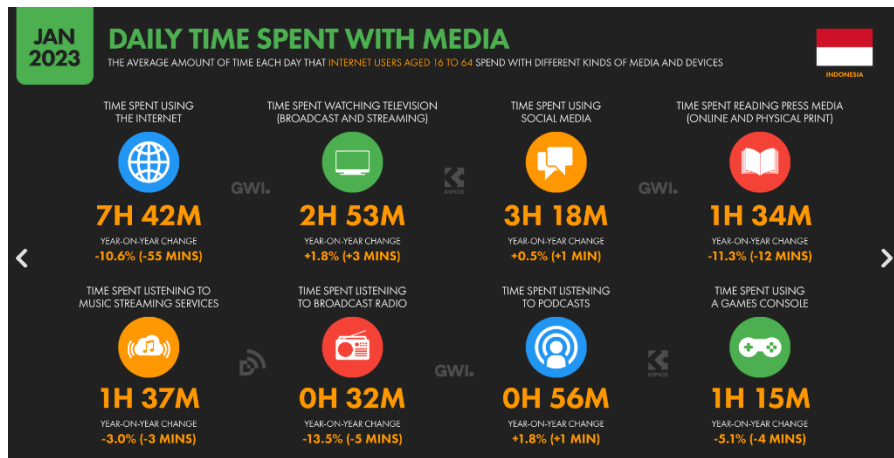 JAN
2023
DAILY TIME SPENT WITH MEDIA
THE AVERAGE AMOUNT OF TIME EACH DAY THAT INTERNET USERS AGED 16 TO 64 SPEND WITH DIFFERENT KINDS OF MEDIA AND DEVICES
INDONESIA
TIME SPENT USING
THE INTERNET
7H 42M
YEAR-ON-YEAR CHANGE
-10.6% (-55 MINS)
TIME SPENT WATCHING TELEVISION
(BROADCAST AND STREAMING)
2H 53M
YEAR-ON-YEAR CHANGE
+1.8% (+3 MINS)
TIME SPENT USING
SOCIAL MEDIA
3H 18M
YEAR-ON-YEAR CHANGE
+0.5% (+1 MIN)
TIME SPENT READING PRESS MEDIA
(ONLINE AND PHYSICAL PRINT)
1H 34M
YEAR-ON-YEAR CHANGE
-11.3% (-12 MINS)
GWI.
KEPIOS
GWI.
TIME SPENT LISTENING TO
MUSIC STREAMING SERVICES
1H 37M
YEAR-ON-YEAR CHANGE
-3.0% (-3 MINS)
TIME SPENT LISTENING
TO BROADCAST RADIO
0H 32M
YEAR-ON-YEAR CHANGE
-13.5% (-5 MINS)
TIME SPENT LISTENING
TO PODCASTS
0H 56M
YEAR-ON-YEAR CHANGE
+1.8% (+1 MIN)
TIME SPENT USING
A GAMES CONSOLE
1H 15M
YEAR-ON-YEAR CHANGE
-5.1% (-4 MINS)
GWI.
KEPIOS